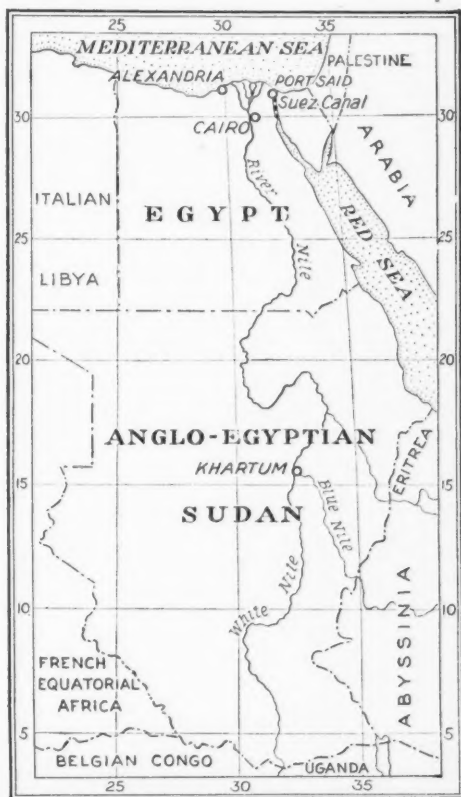 25 30 35
MEDITERRANEAN SEA
PALESTINE
ALEXANDRIA
PORT SAID
Suez Canal
30 30
CAIRO
ARABIA
River Nile
ITALIAN
LIBYA
EGYPT
RED SEA
25 25
20 20
ANGLO-EGYPTIAN
SUDAN
KHARTUM
ERITREA
15 15
Blue Nile
White Nile
10 10
ABYSSINIA
FRENCH
EQUATORIAL
AFRICA
5 5
BELGIAN CONGO
UGANDA
25 30 35